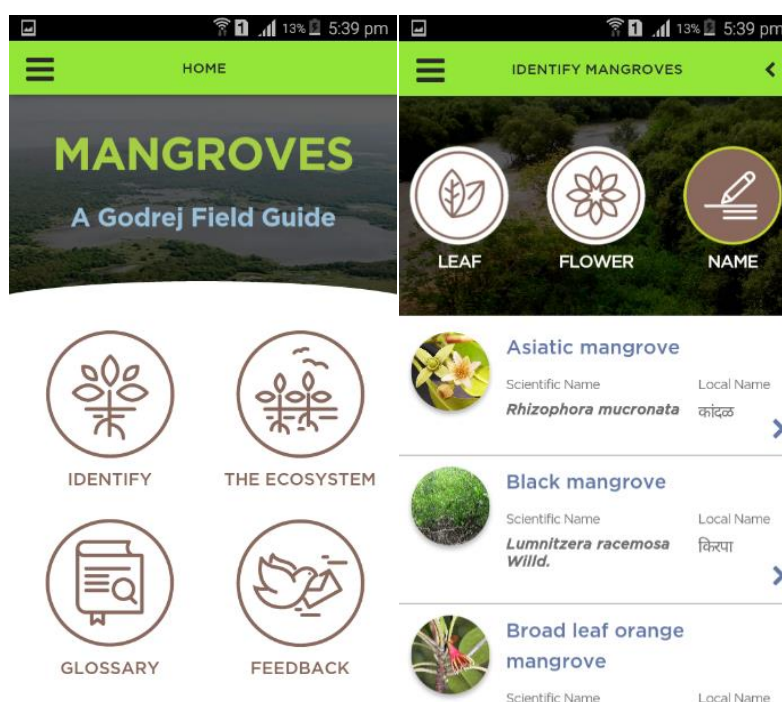 1 13% 5:39 pm
HOME
MANGROVES
A Godrej Field Guide
IDENTIFY THE ECOSYSTEM
GLOSSARY FEEDBACK
1 13% 5:39 pm
IDENTIFY MANGROVES
LEAF FLOWER NAME
Asiatic mangrove
Scientific Name Local Name
Rhizophora mucronata कांदळ
Black mangrove
Scientific Name Local Name
Lumnitzera racemosa किरपा
Willd.
Broad leaf orange
mangrove
Scientific Name Local Name